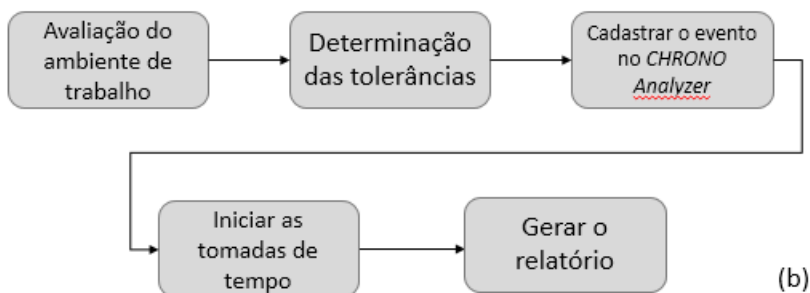 Avaliação do
ambiente de
trabalho
Determinação
das tolerâncias
Cadastrar o evento
no CHRONO
Analyzer
Iniciar as
tomadas de
tempo
Gerar o
relatório
(b)